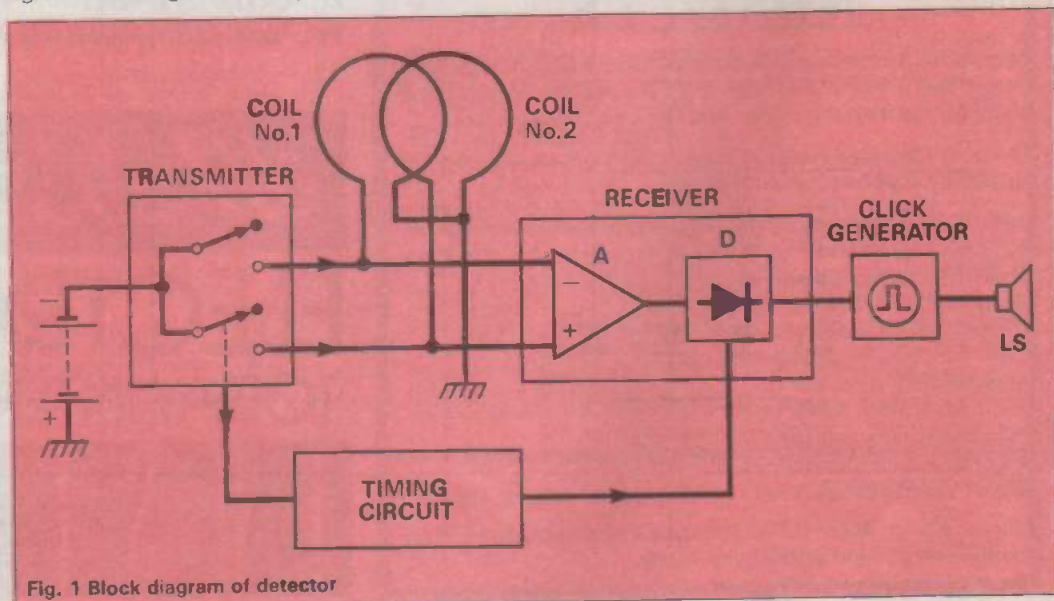 COIL
No.1
COIL
No.2
TRANSMITTER
RECEIVER
CLICK
GENERATOR
A
D
−
+
−
+
LS
TIMING
CIRCUIT
Fig. 1 Block diagram of detector